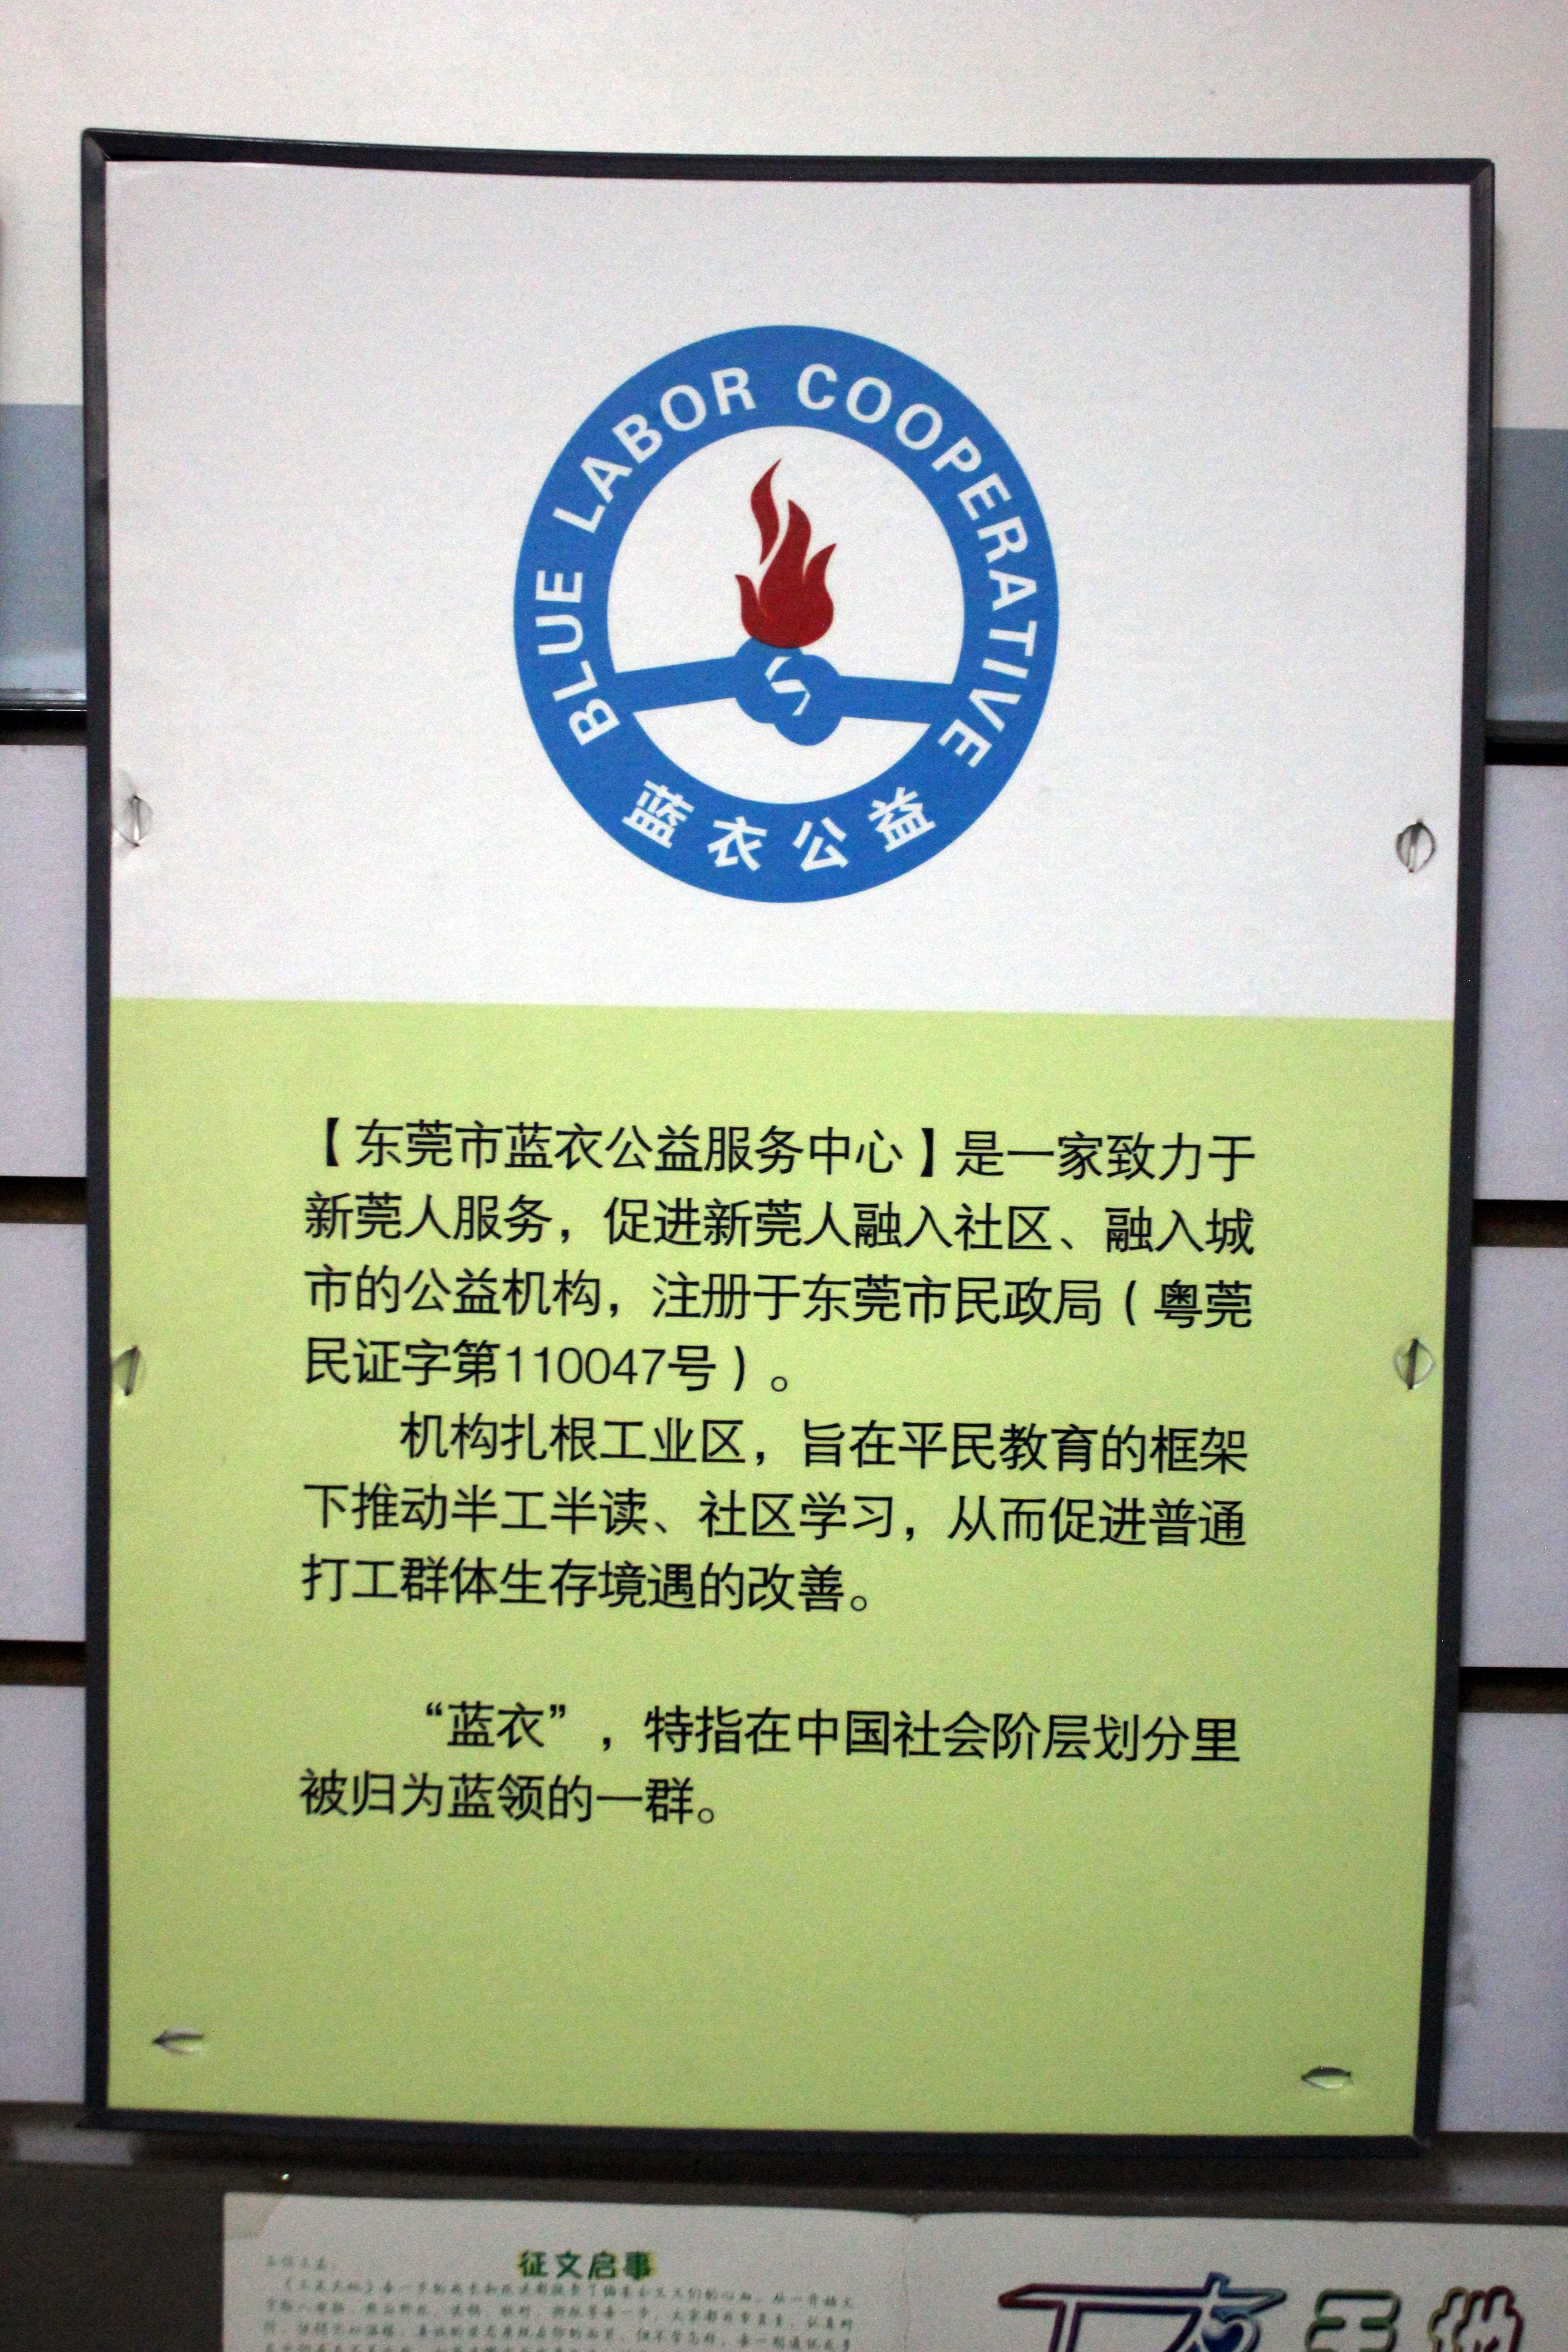 BLUE LABOR COOPERATIVE
蓝衣公益
【东莞市蓝衣公益服务中心】是一家致力于
新莞人服务，促进新莞人融入社区、融入城
市的公益机构，注册于东莞市民政局（粤莞
民证字第110047号）。
机构扎根工业区，旨在平民教育的框架
下推动半工半读、社区学习，从而促进普通
打工群体生存境遇的改善。
“蓝衣”，特指在中国社会阶层划分里
被归为蓝领的一群。
征文启事